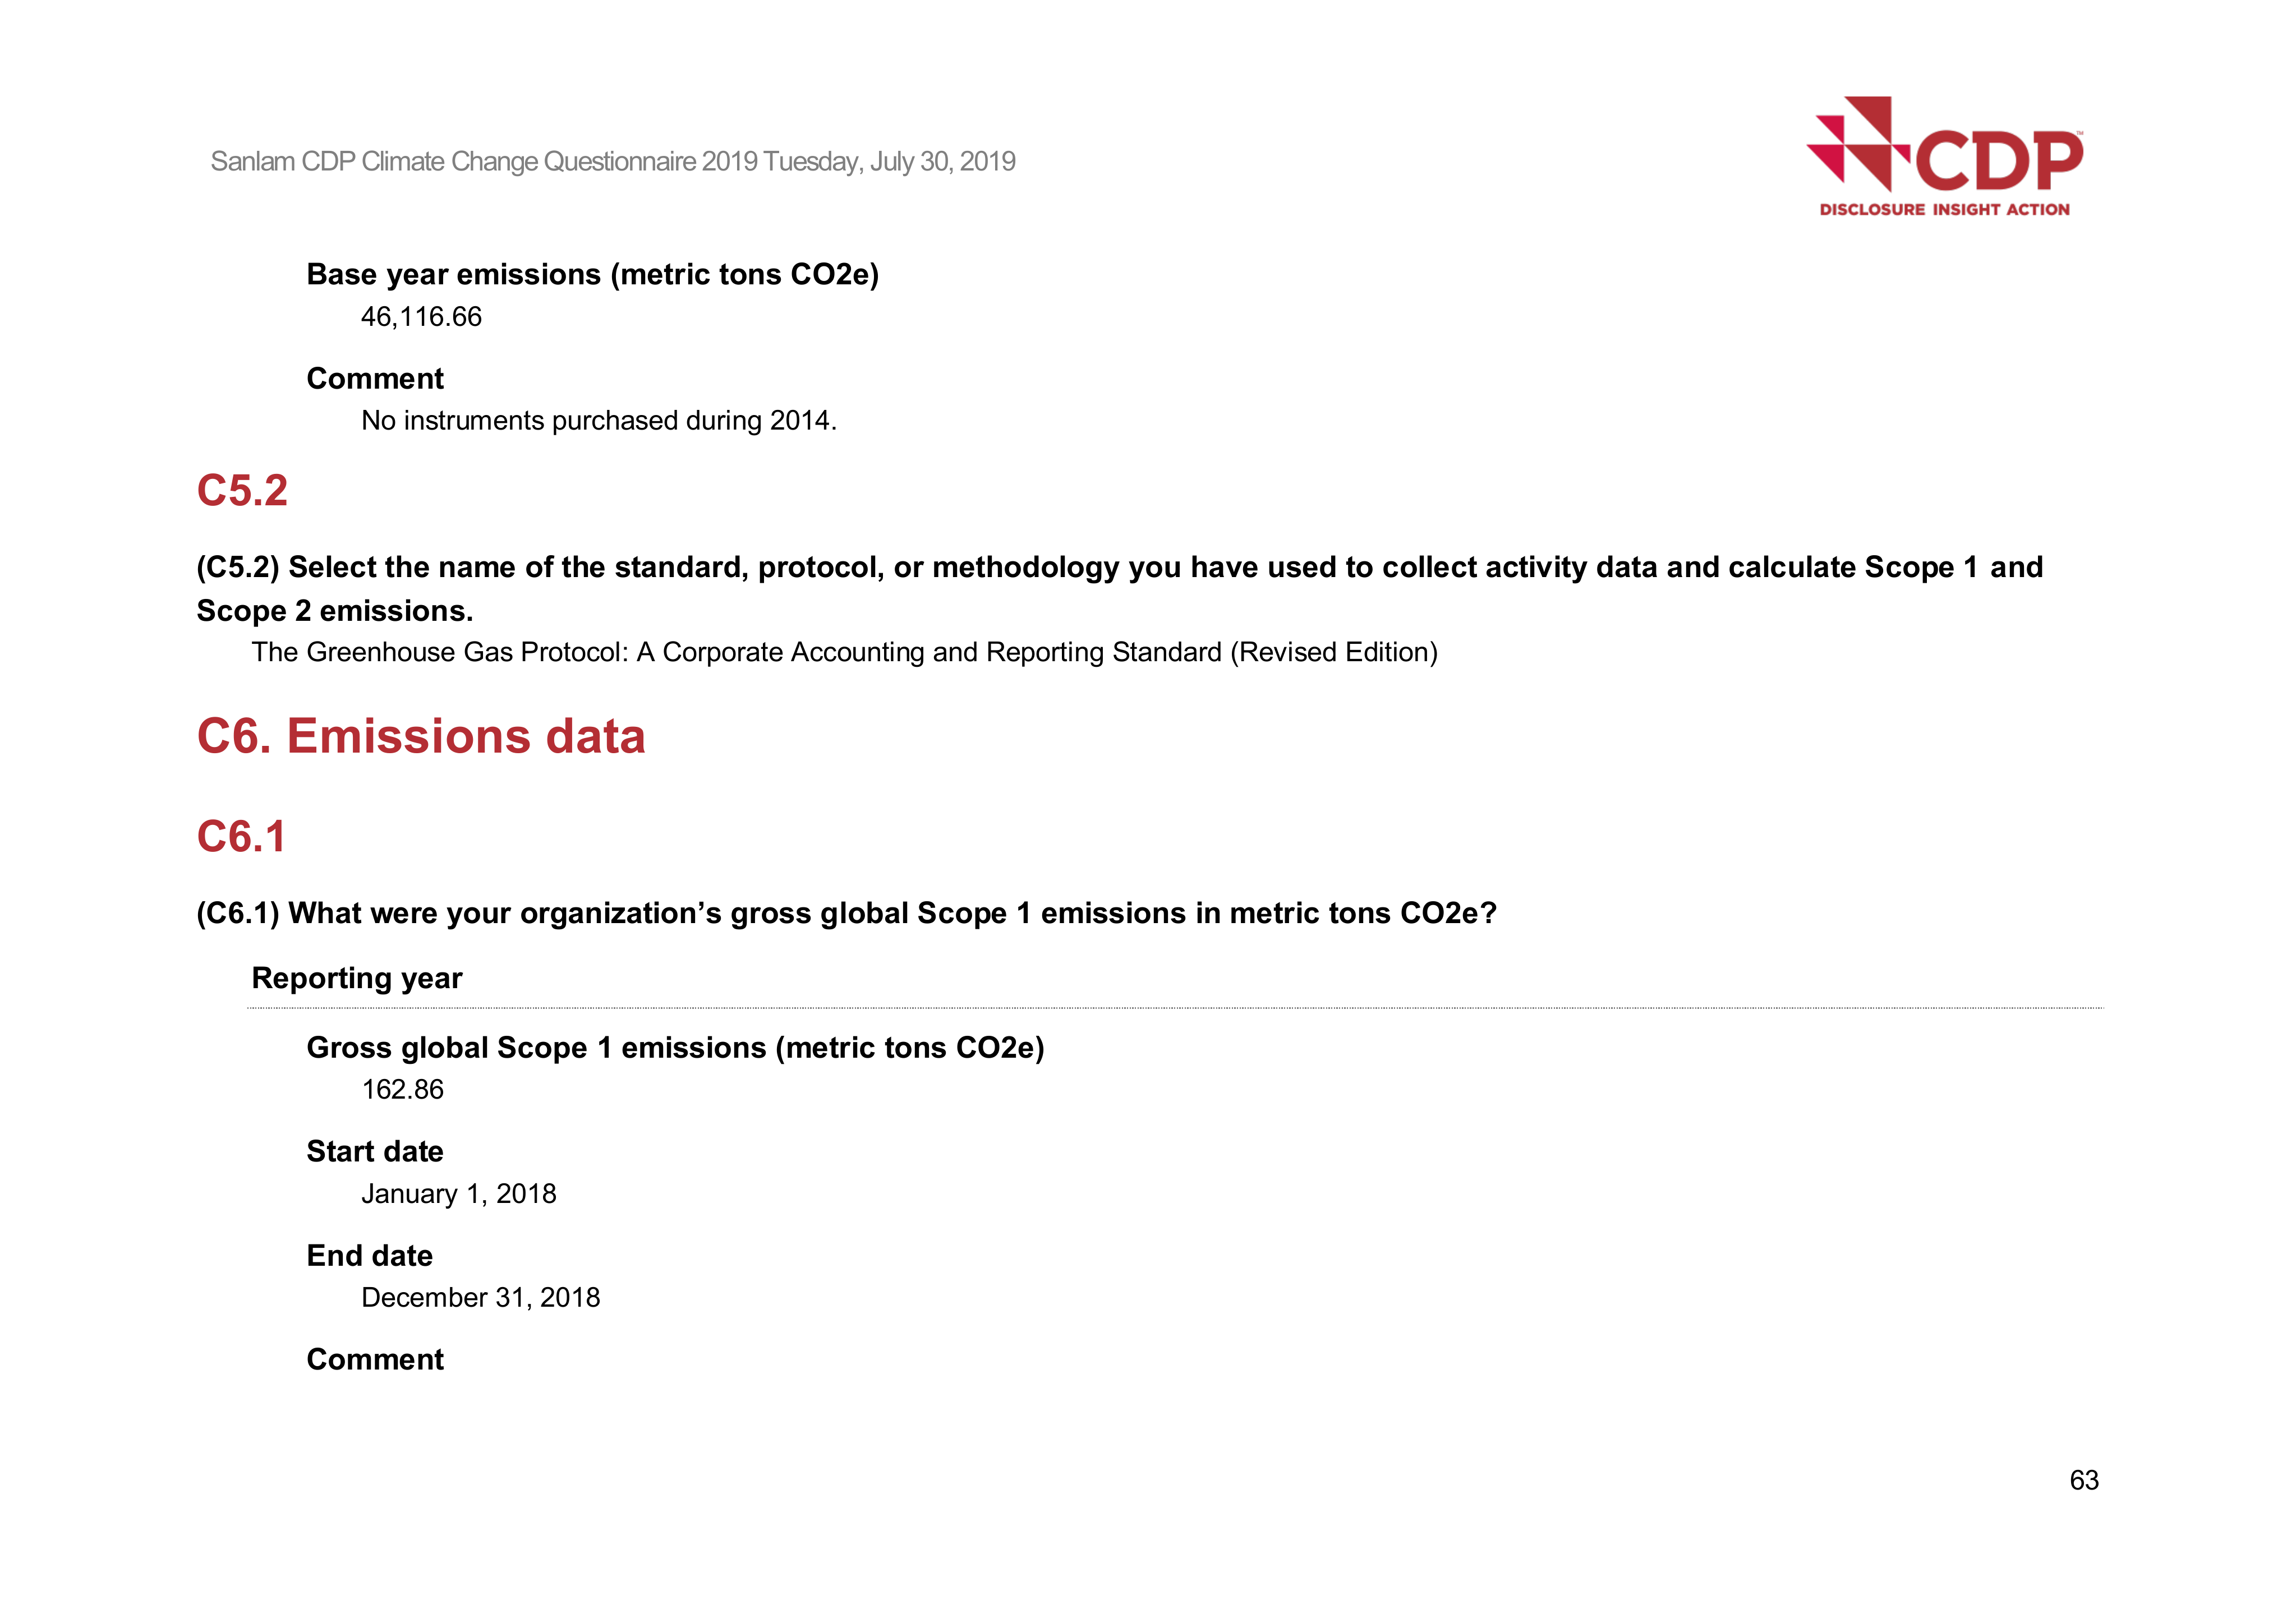 Sanlam CDP Climate Change Questionnaire 2019 Tuesday, July 30, 2019
CDP™
DISCLOSURE INSIGHT ACTION
Base year emissions (metric tons CO2e)
46,116.66
Comment
No instruments purchased during 2014.
C5.2
(C5.2) Select the name of the standard, protocol, or methodology you have used to collect activity data and calculate Scope 1 and
Scope 2 emissions.
The Greenhouse Gas Protocol: A Corporate Accounting and Reporting Standard (Revised Edition)
C6. Emissions data
C6.1
(C6.1) What were your organization’s gross global Scope 1 emissions in metric tons CO2e?
Reporting year
Gross global Scope 1 emissions (metric tons CO2e)
162.86
Start date
January 1, 2018
End date
December 31, 2018
Comment
63